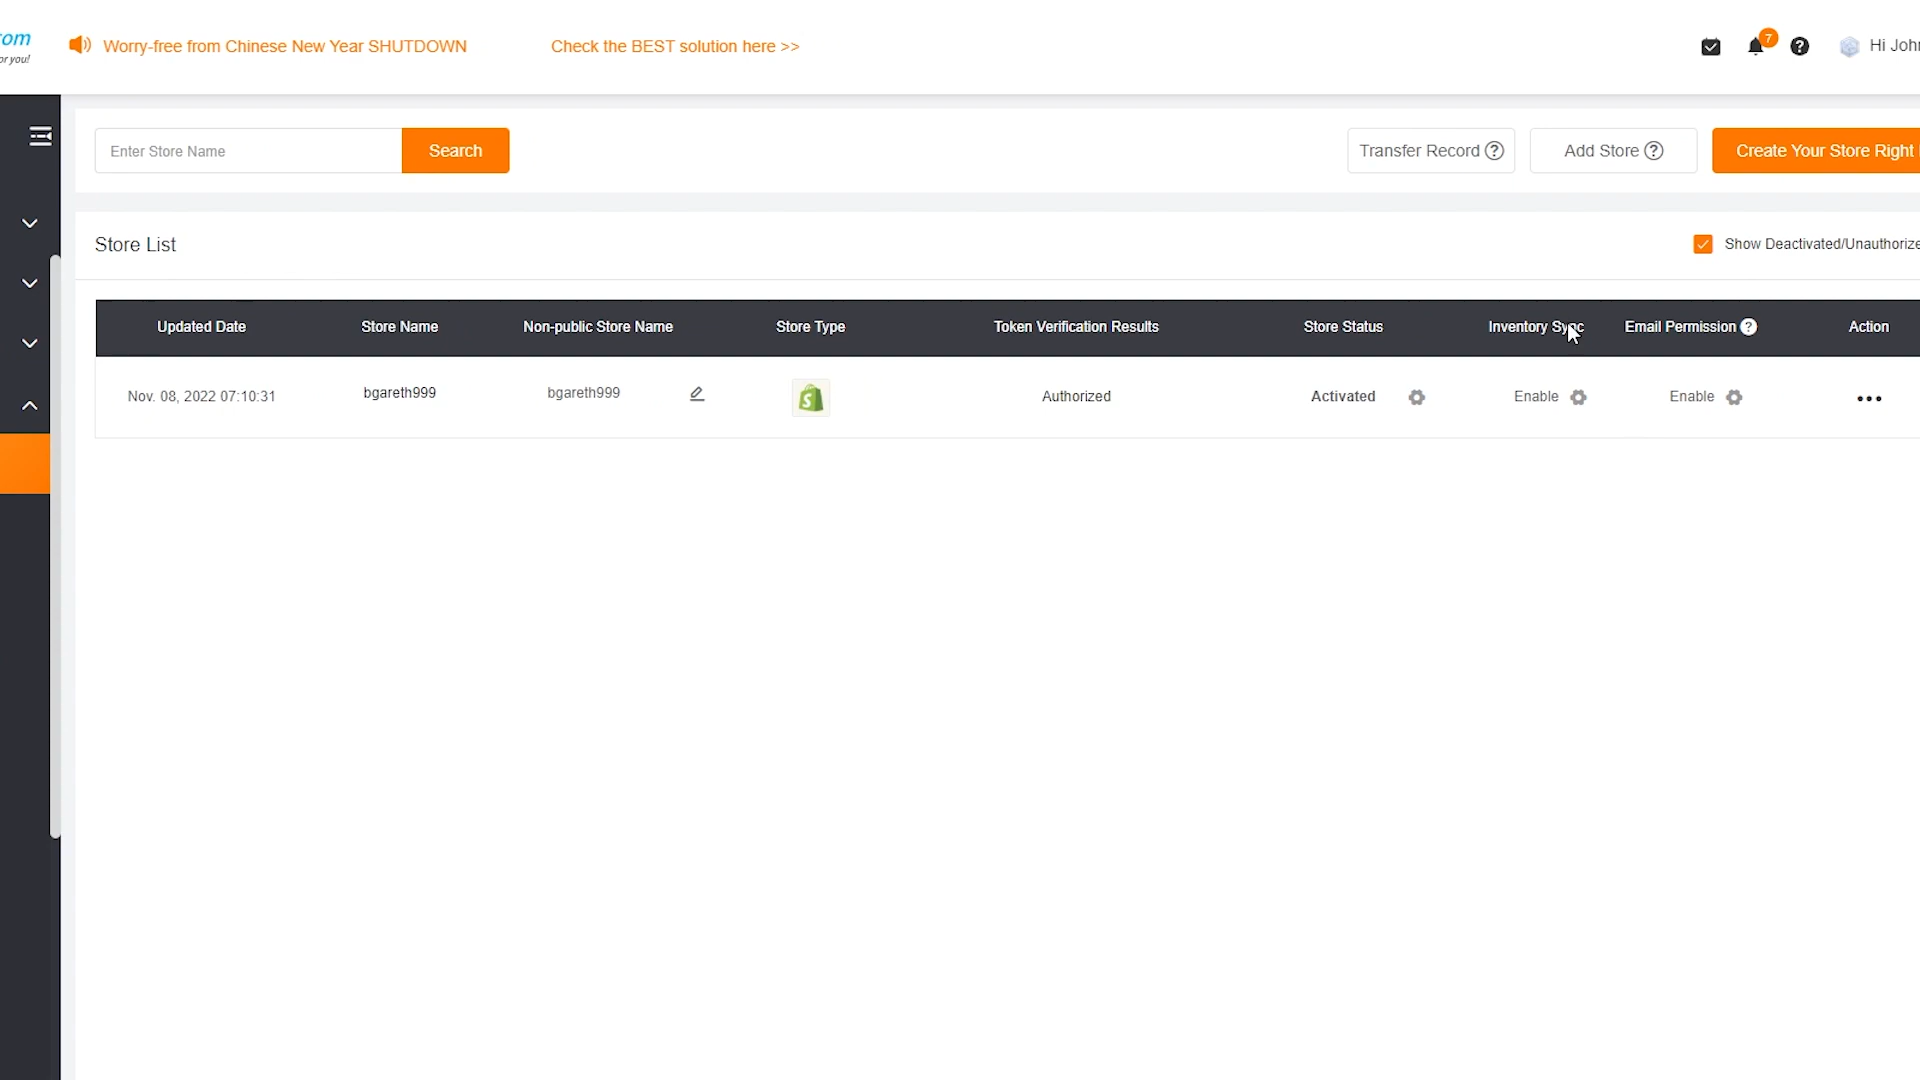 om
or you!
Worry-free from Chinese New Year SHUTDOWN
Check the BEST solution here >>
7
?
Hi John
Enter Store Name
Search
Transfer Record ?
Add Store ?
Create Your Store Right
Store List
Show Deactivated/Unauthorize
Updated Date
Store Name
Non-public Store Name
Store Type
Token Verification Results
Store Status
Inventory Sync
Email Permission ?
Action
Nov. 08, 2022 07:10:31
bgareth999
bgareth999
S
Authorized
Activated
Enable
Enable